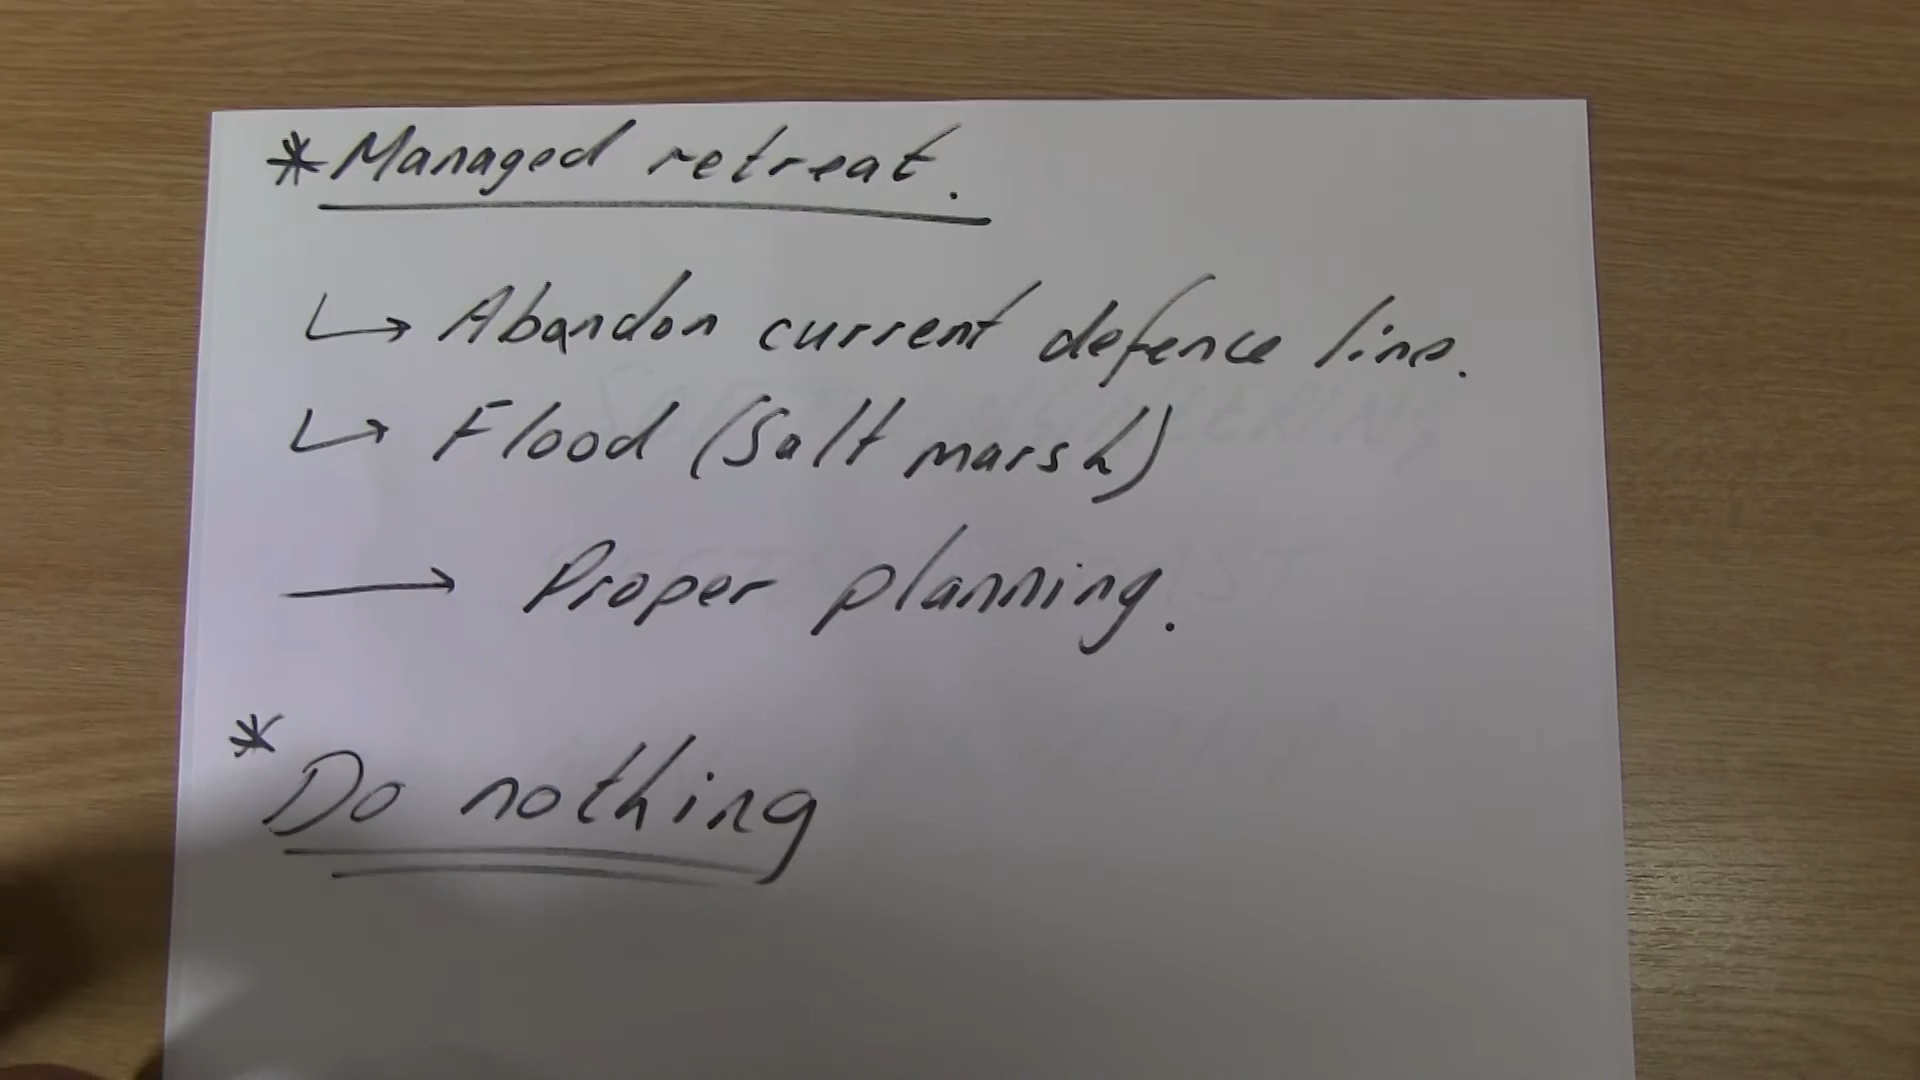 * Managed retreat.
↳ Abandon current defence line.
↳ Flood (Salt marsh)
→ Proper planning.
* Do nothing